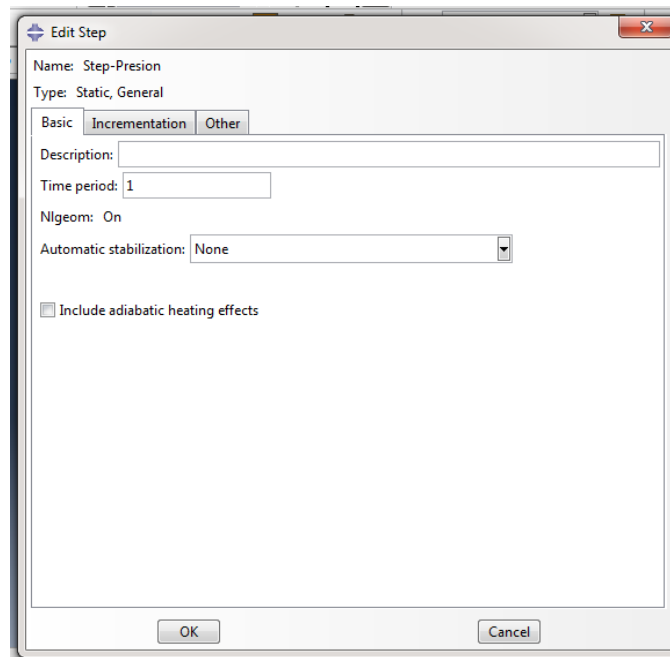 Edit Step
Name: Step-Presion
Type: Static, General
Basic Incrementation Other
Description:
Time period: 1
Nlgeom: On
Automatic stabilization: None
Include adiabatic heating effects
OK Cancel